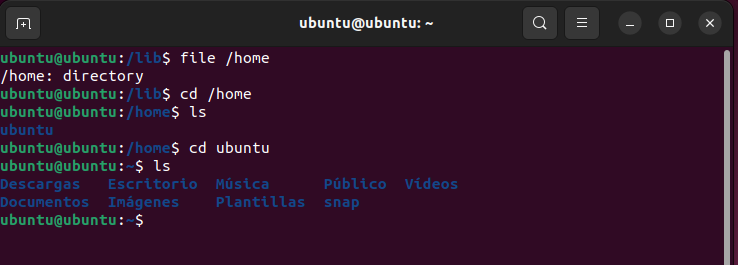 ubuntu@ubuntu: ~
ubuntu@ubuntu:/lib$ file /home
/home: directory
ubuntu@ubuntu:/lib$ cd /home
ubuntu@ubuntu:/home$ ls
ubuntu
ubuntu@ubuntu:/home$ cd ubuntu
ubuntu@ubuntu:~$ ls
Descargas   Escritorio  Música      Público  Vídeos
Documentos  Imágenes    Plantillas  snap
ubuntu@ubuntu:~$